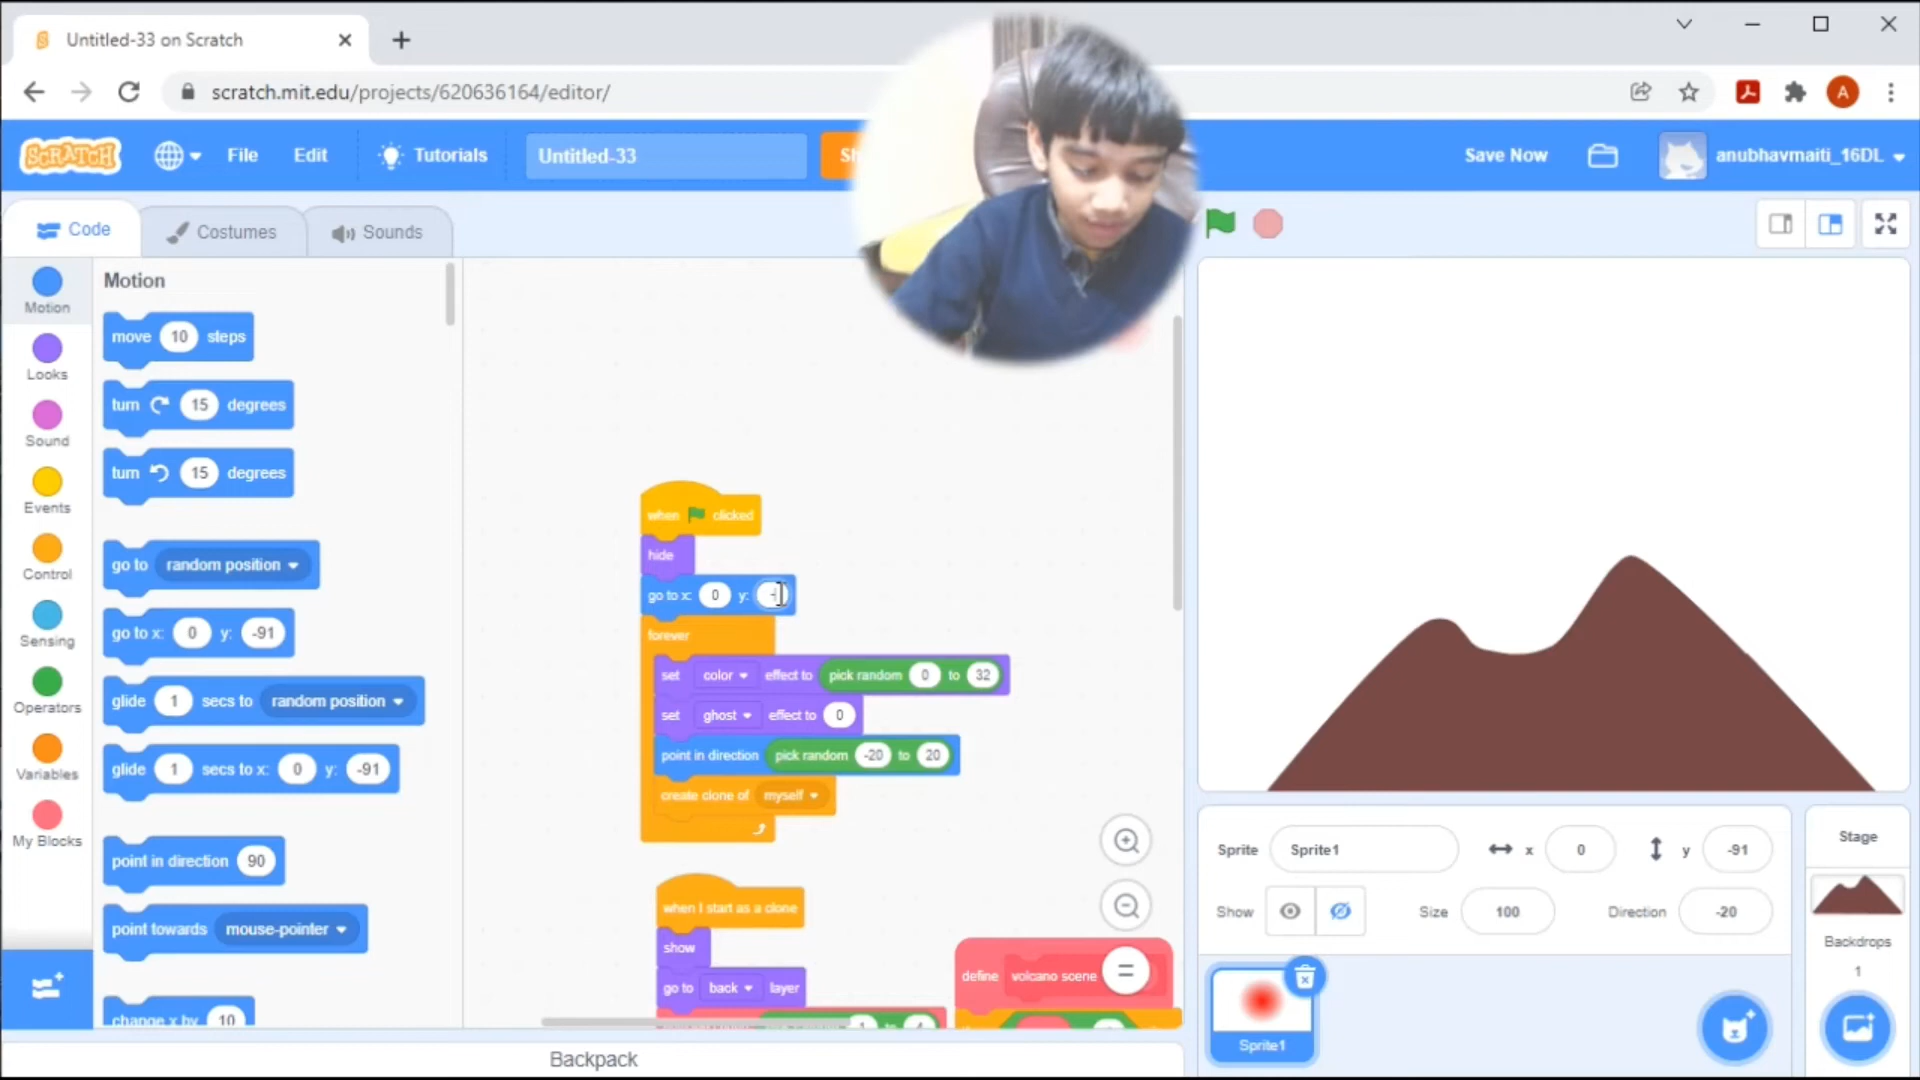 Untitled-33 on Scratch
scratch.mit.edu/projects/620636164/editor/
A
SCRATCH
File
Edit
Tutorials
Untitled-33
Save Now
anubhavmaiti_16DL
Code
Costumes
Sounds
Motion
Looks
Sound
Events
Control
Sensing
Operators
Variables
My Blocks
Motion
move 10 steps
turn 15 degrees
turn 15 degrees
go to random position
go to x: 0 y: -91
glide 1 secs to random position
glide 1 secs to x: 0 y: -91
point in direction 90
point towards mouse-pointer
change x by 10
when clicked
hide
go to x: 0 y: -
forever
set color effect to pick random 0 to 32
set ghost effect to 0
point in direction pick random -20 to 20
create clone of myself
when I start as a clone
show
go to back layer
define volcano scene
Backpack
Sprite Sprite1 x 0 y -91
Show Size 100 Direction -20
Sprite1
Stage
Backdrops
1